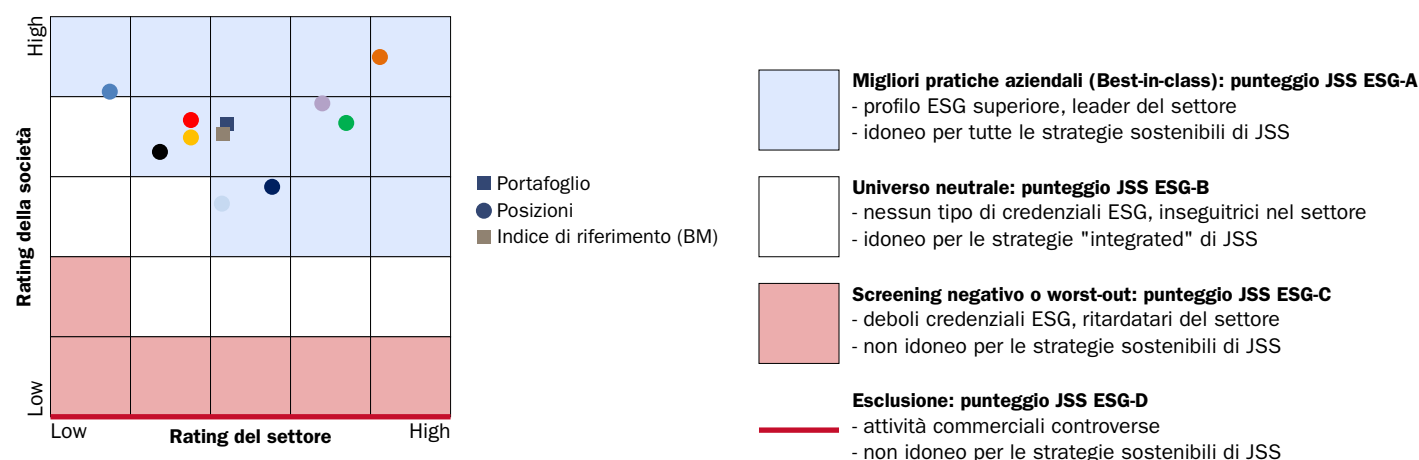 High
Rating della società
Low
Low
Rating del settore
High
Portafoglio
Posizioni
Indice di riferimento (BM)
Migliori pratiche aziendali (Best-in-class): punteggio JSS ESG-A
- profilo ESG superiore, leader del settore
- idoneo per tutte le strategie sostenibili di JSS
Universo neutrale: punteggio JSS ESG-B
- nessun tipo di credenziali ESG, inseguitrici nel settore
- idoneo per le strategie "integrated" di JSS
Screening negativo o worst-out: punteggio JSS ESG-C
- deboli credenziali ESG, ritardatari del settore
- non idoneo per le strategie sostenibili di JSS
Esclusione: punteggio JSS ESG-D
- attività commerciali controverse
- non idoneo per le strategie sostenibili di JSS